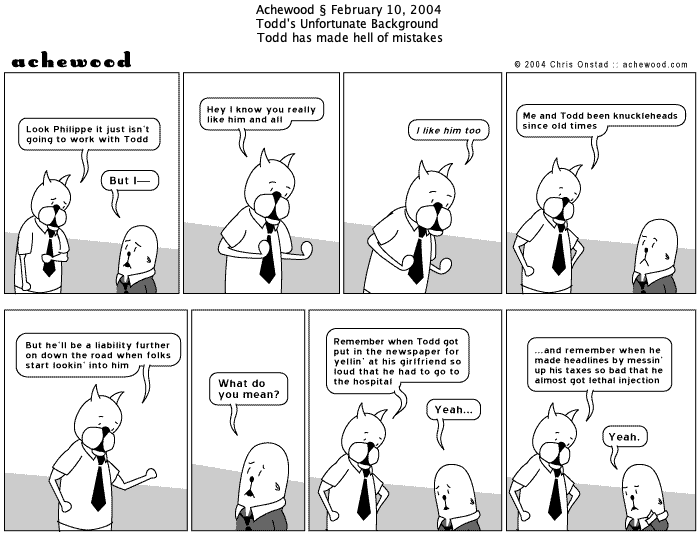 Achewood § February 10, 2004
Todd's Unfortunate Background
Todd has made hell of mistakes
achewood
© 2004 Chris Onstad :: achewood.com
Look Philippe it just isn't
going to work with Todd
But I—
Hey I know you really
like him and all
I like him too
Me and Todd been knuckleheads
since old times
But he'll be a liability further
on down the road when folks
start lookin' into him
What do
you mean?
Remember when Todd got
put in the newspaper for
yellin' at his girlfriend so
loud that he had to go to
the hospital
Yeah...
...and remember when he
made headlines by messin'
up his taxes so bad that he
almost got lethal injection
Yeah.